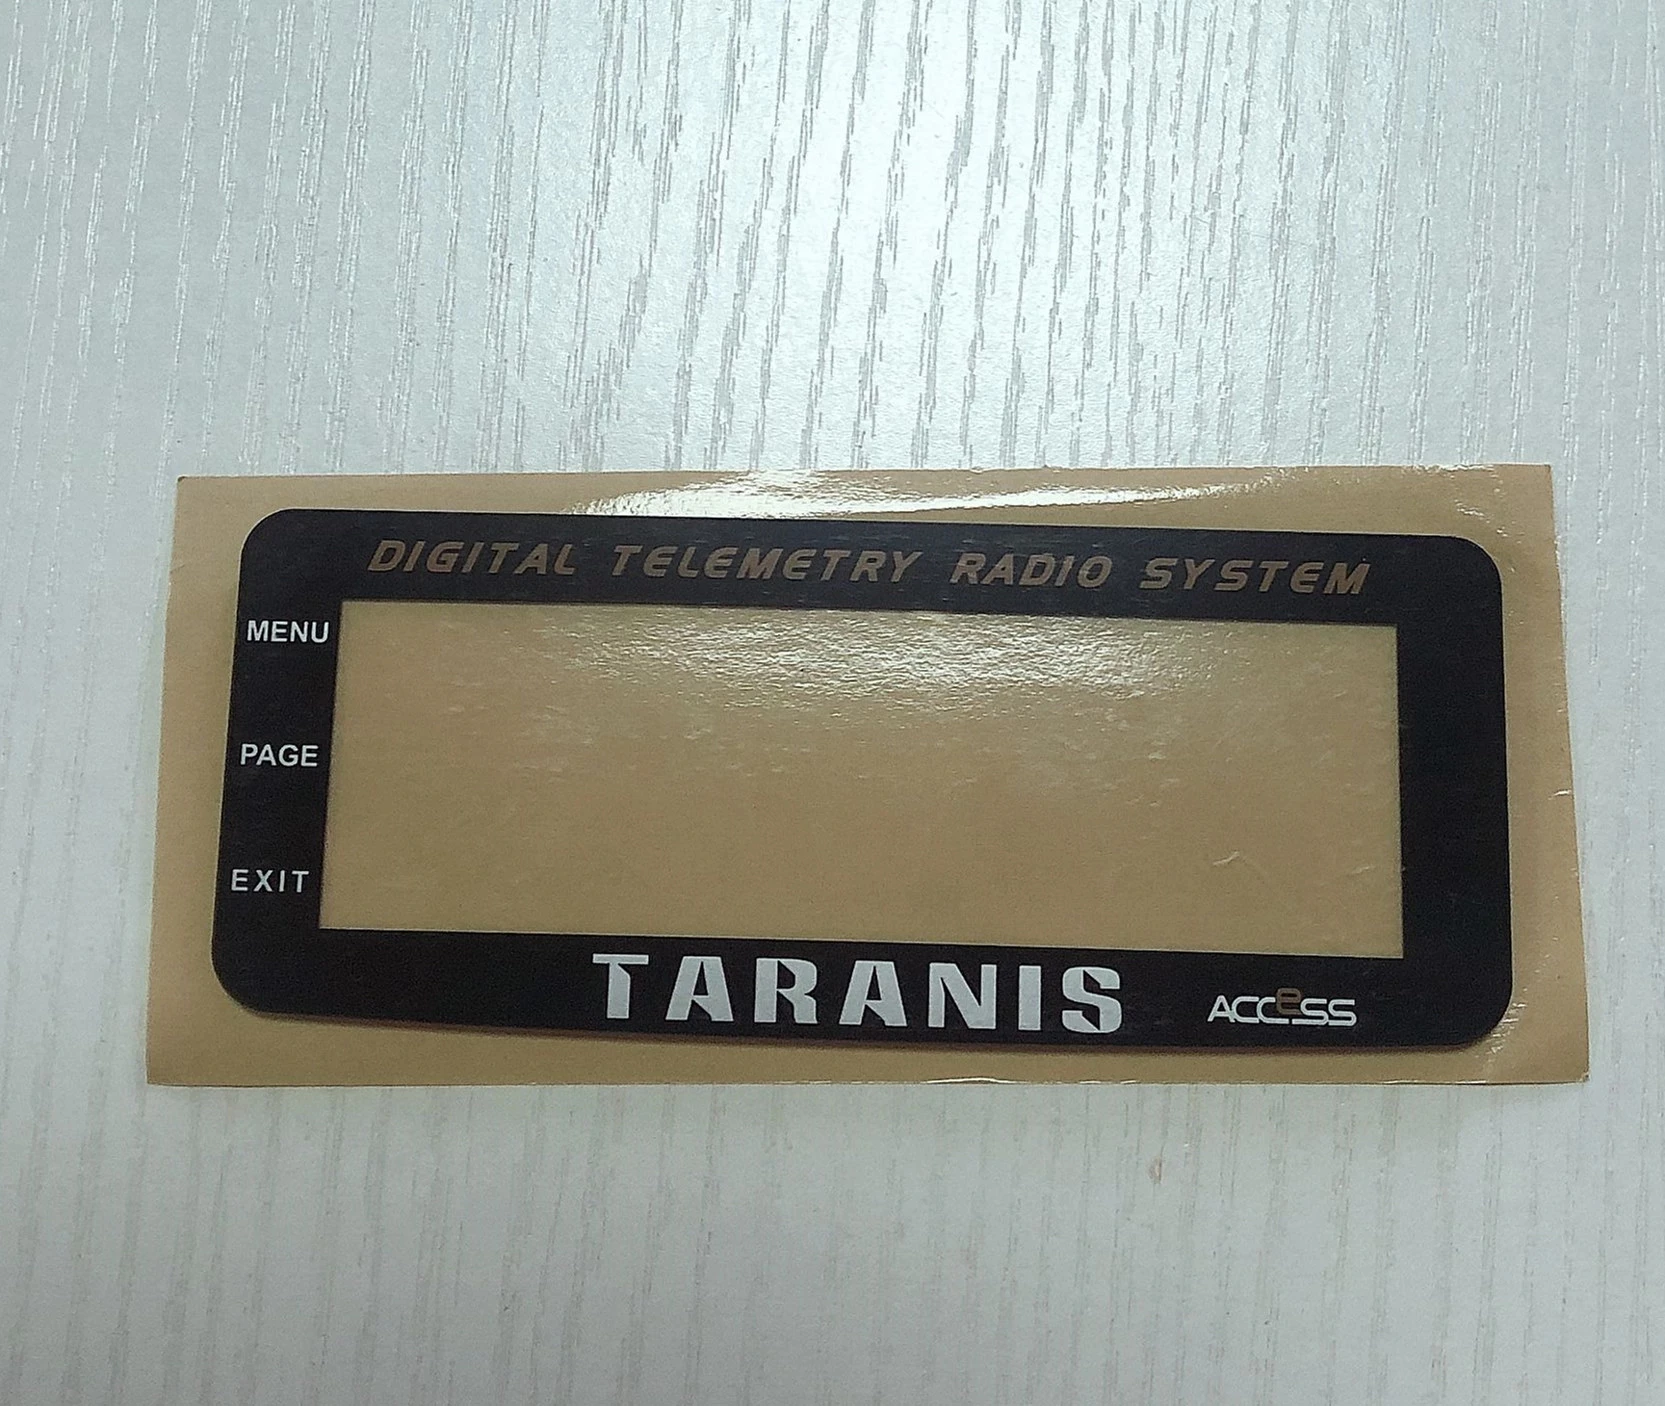 DIGITAL TELEMETRY RADIO SYSTEM
MENU
PAGE
EXIT
TARANIS
ACCeSS